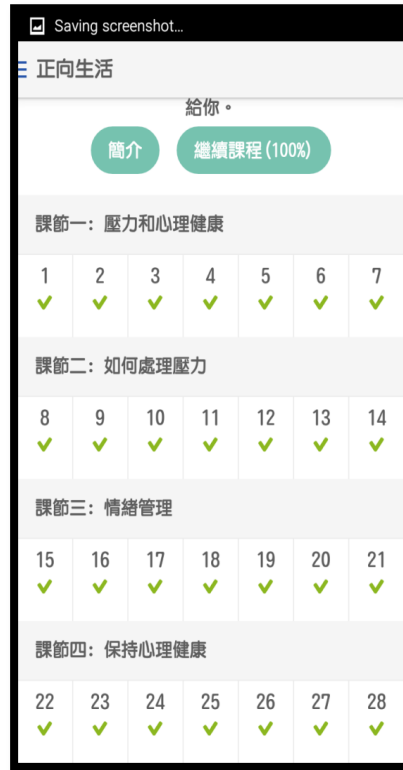 Saving screenshot...
正向生活
給你。
簡介 繼續課程(100%)
課節一：壓力和心理健康
1 2 3 4 5 6 7
課節二：如何處理壓力
8 9 10 11 12 13 14
課節三：情緒管理
15 16 17 18 19 20 21
課節四：保持心理健康
22 23 24 25 26 27 28